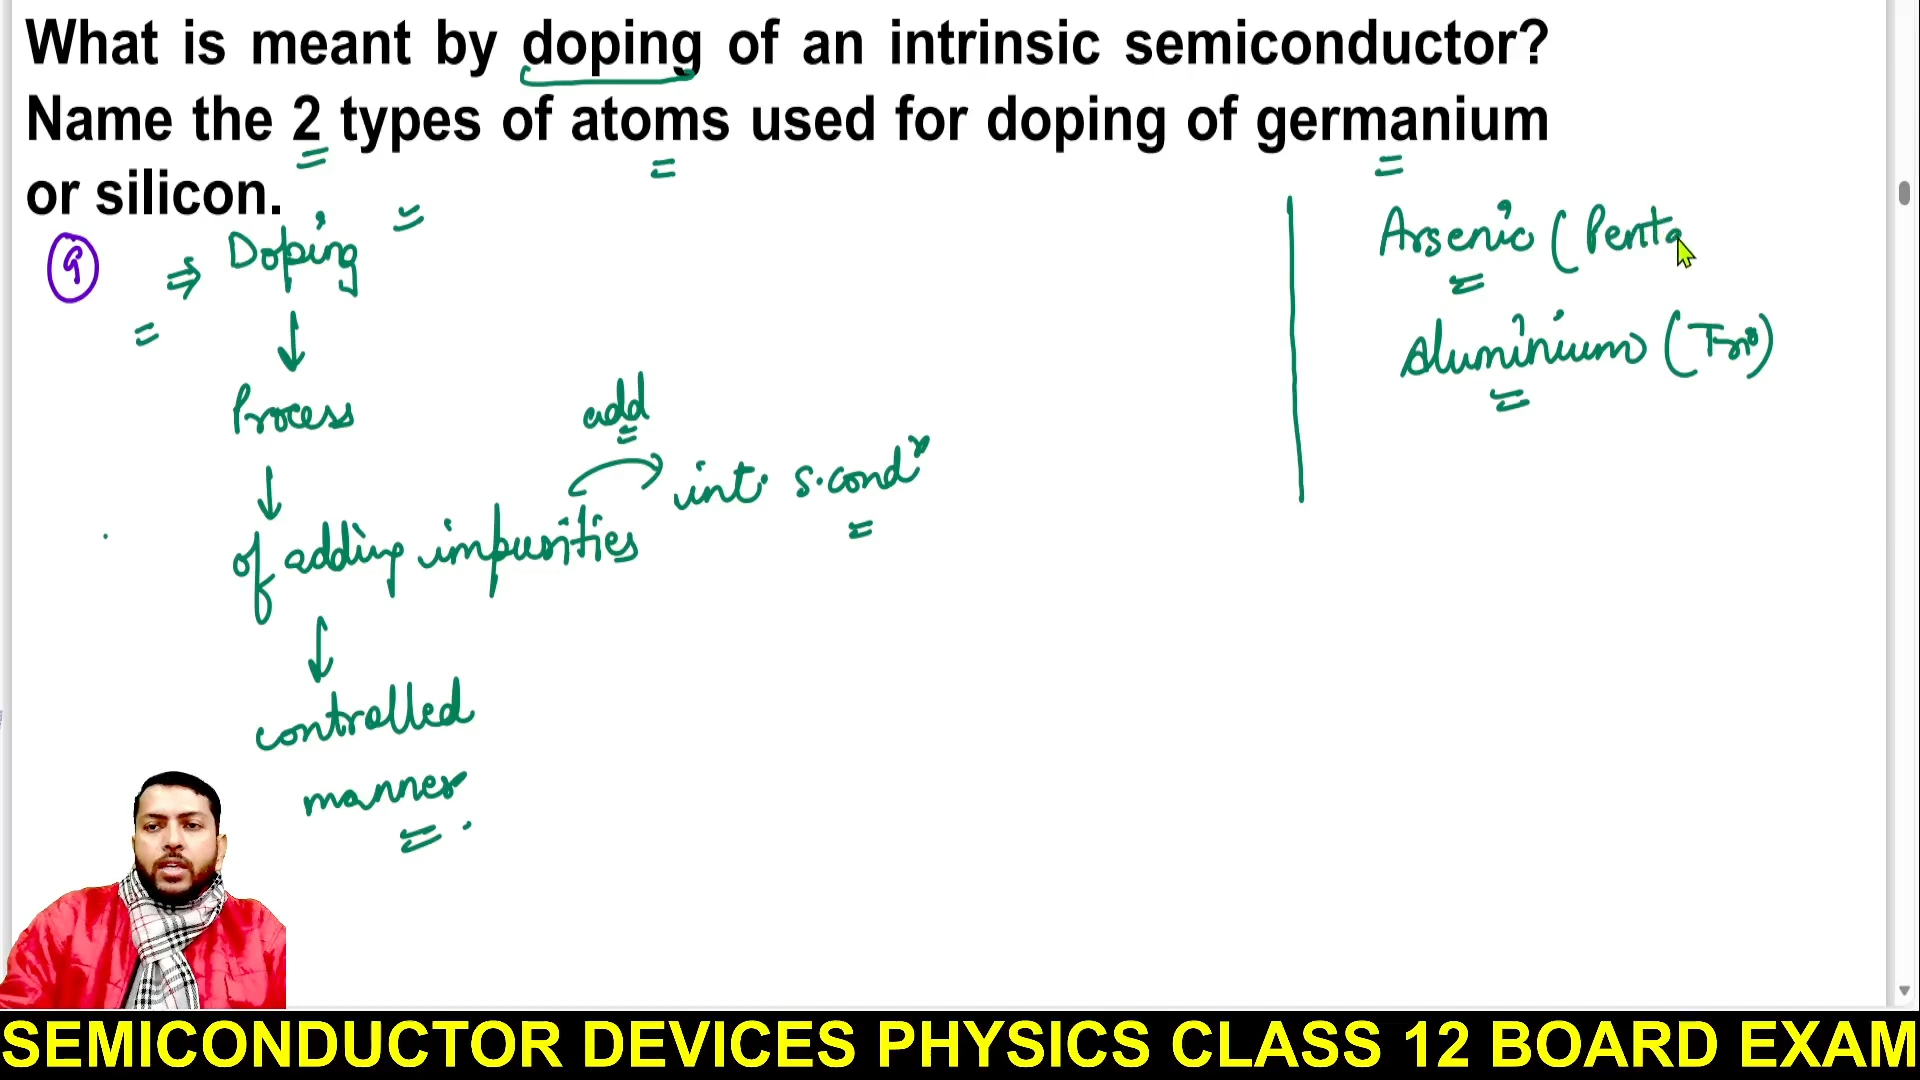 What is meant by doping of an intrinsic semiconductor?
Name the 2 types of atoms used for doping of germanium
or silicon.
9
⇒ Doping
↓
Process
↓
of adding impurities
add
int. s.condr
↓
controlled
manner
Arsenic (Penta
Aluminium (Tri)
SEMICONDUCTOR DEVICES PHYSICS CLASS 12 BOARD EXAM